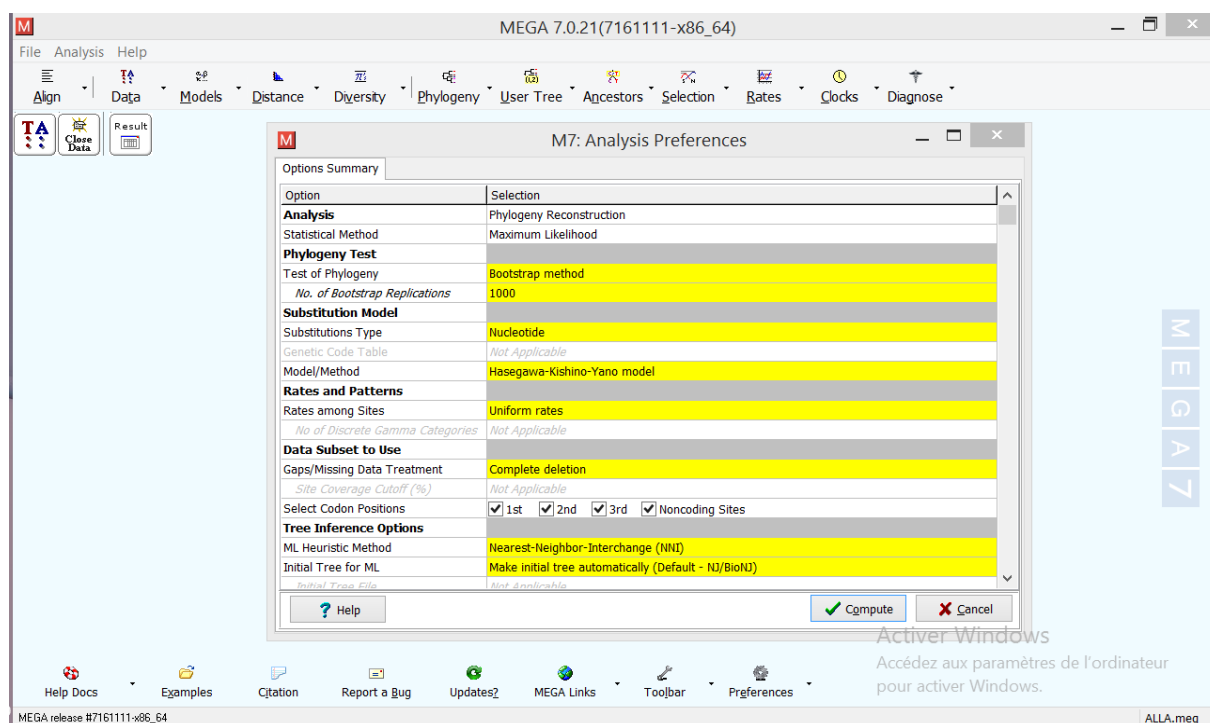 MEGA 7.0.21(7161111-x86_64)
File Analysis Help
Align Data Models Distance Diversity Phylogeny User Tree Ancestors Selection Rates Clocks Diagnose
TA Close Data Result
M7: Analysis Preferences
Options Summary
Option Selection
Analysis Phylogeny Reconstruction
Statistical Method Maximum Likelihood
Phylogeny Test
Test of Phylogeny Bootstrap method
No. of Bootstrap Replications 1000
Substitution Model
Substitutions Type Nucleotide
Genetic Code Table Not Applicable
Model/Method Hasegawa-Kishino-Yano model
Rates and Patterns
Rates among Sites Uniform rates
No of Discrete Gamma Categories Not Applicable
Data Subset to Use
Gaps/Missing Data Treatment Complete deletion
Site Coverage Cutoff (%) Not Applicable
Select Codon Positions 1st 2nd 3rd Noncoding Sites
Tree Inference Options
ML Heuristic Method Nearest-Neighbor-Interchange (NNI)
Initial Tree for ML Make initial tree automatically (Default - NJ/BioNJ)
Initial Tree File Not Applicable
? Help Compute Cancel
MEGA7
Activer Windows
Accédez aux paramètres de l'ordinateur
pour activer Windows.
Help Docs Examples Citation Report a Bug Updates? MEGA Links Toolbar Preferences
MEGA release #7161111-x86_64 ALLA.meg